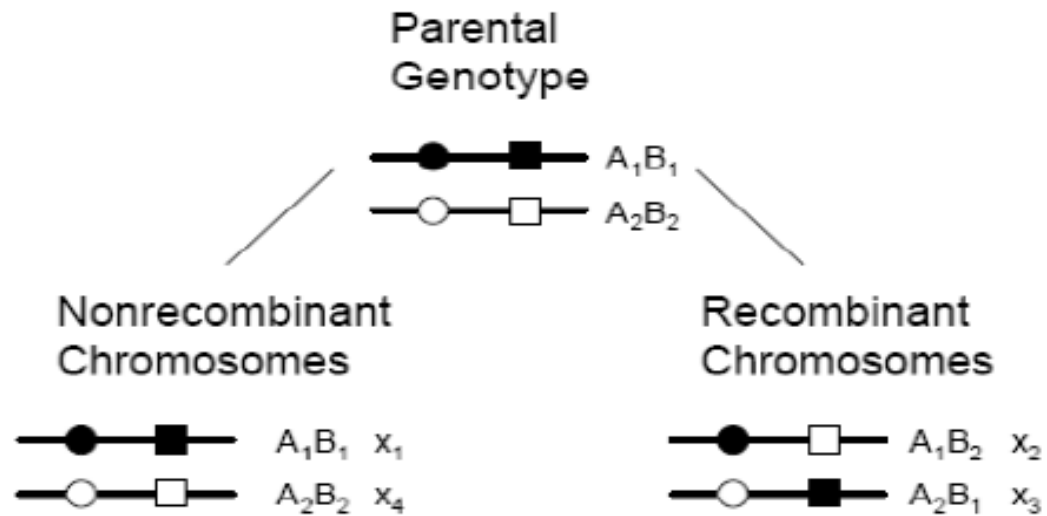 Parental
Genotype
A₁B₁
A₂B₂
Nonrecombinant
Chromosomes
A₁B₁ x₁
A₂B₂ x₄
Recombinant
Chromosomes
A₁B₂ x₂
A₂B₁ x₃